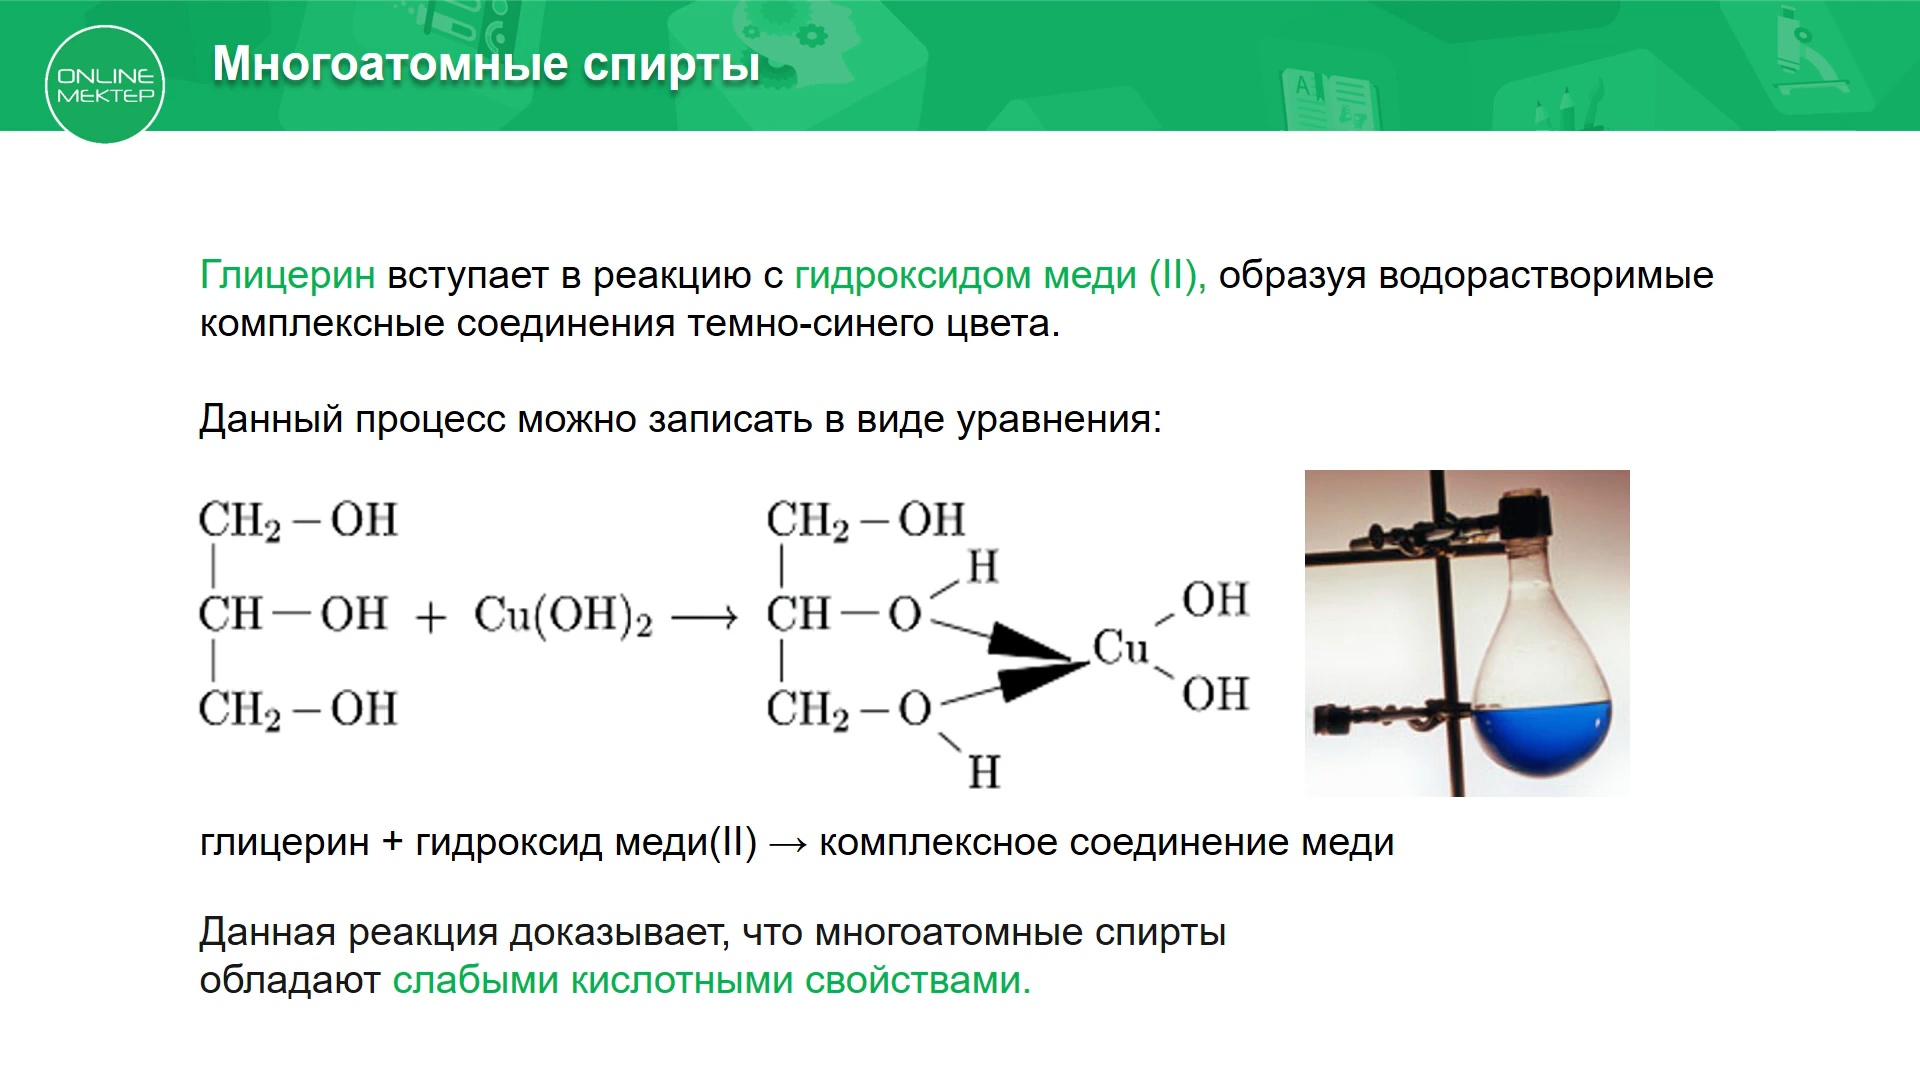 ONLINE
МЕКТЕР
Многоатомные спирты
Глицерин вступает в реакцию с гидроксидом меди (II), образуя водорастворимые
комплексные соединения темно-синего цвета.
Данный процесс можно записать в виде уравнения:
CH₂ – OH CH₂ – OH
H
CH — OH + Cu(OH)₂ ⟶ CH — O OH
Cu
OH
CH₂ – OH CH₂ – O
H
глицерин + гидроксид меди(II) → комплексное соединение меди
Данная реакция доказывает, что многоатомные спирты
обладают слабыми кислотными свойствами.